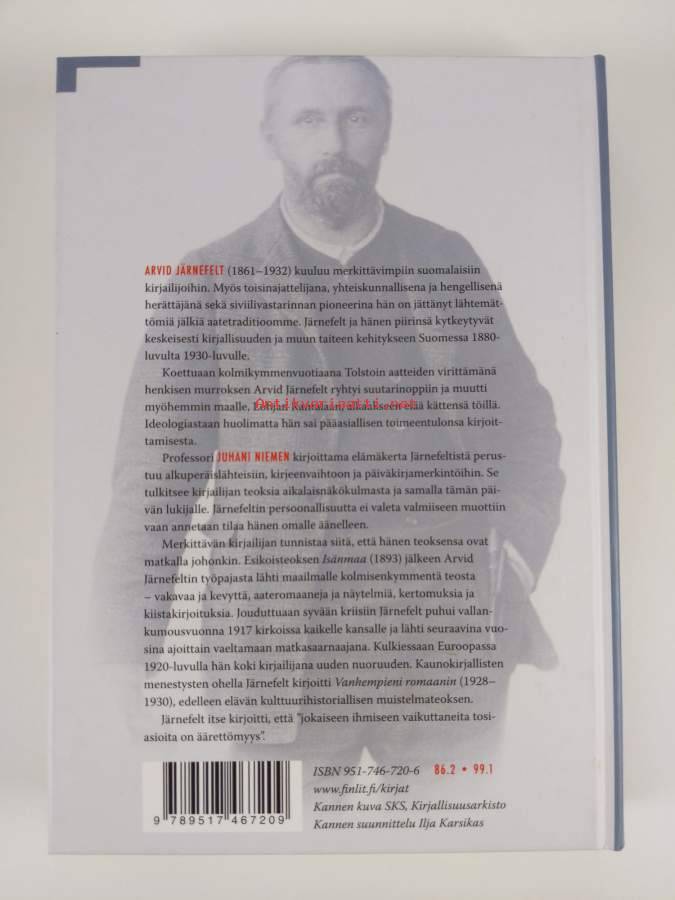 ARVID JÄRNEFELT (1861–1932) kuuluu merkittävimpiin suomalaisiin
kirjailijoihin. Myös toisinajattelijana, yhteiskunnallisena ja hengellisenä
herättäjänä sekä siviilivastarinnan pioneerina hän on jättänyt lähtemät-
tömiä jälkiä aatetraditioomme. Järnefelt ja hänen piirinsä kytkeytyvät
keskeisesti kirjallisuuden ja muun taiteen kehitykseen Suomessa 1880-
luvulta 1930-luvulle.
Koettuaan kolmikymmenvuotiaana Tolstoin aatteiden virittämänä
henkisen murroksen Arvid Järnefelt ryhtyi suutarinoppiin ja muutti
myöhemmin maalle, Lohjan Rantalaan, alkaakseen elää kättensä töillä.
Antikvariaatti.net
Ideologiastaan huolimatta hän sai pääasiallisen toimeentulonsa kirjoit-
tamisesta.
Professori JUHANI NIEMEN kirjoittama elämäkerta Järnefeltistä perus-
tuu alkuperäislähteisiin, kirjeenvaihtoon ja päiväkirjamerkintöihin. Se
tulkitsee kirjailijan teoksia aikalaisnäkökulmasta ja samalla tämän päi-
vän lukijalle. Järnefeltin persoonallisuutta ei valeta valmiiseen muottiin
vaan annetaan tilaa hänen omalle äänelleen.
Merkittävän kirjailijan tunnistaa siitä, että hänen teoksensa ovat
matkalla johonkin. Esikoisteoksen Isänmaa (1893) jälkeen Arvid
Järnefeltin työpajasta lähti maailmalle kolmisenkymmentä teosta
– vakavaa ja kevyttä, aateromaaneja ja näytelmiä, kertomuksia ja
kiistakirjoituksia. Jouduttuaan syvään kriisiin Järnefelt puhui vallan-
kumousvuonna 1917 kirkoissa kaikelle kansalle ja lähti seuraavina vuo-
sina ajoittain vaeltamaan matkasaarnaajana. Kulkiessaan Euroopassa
1920-luvulla hän koki kirjailijana uuden nuoruuden. Kaunokirjallisten
menestysten ohella Järnefelt kirjoitti Vanhempieni romaanin (1928–
1930), edelleen elävän kulttuurihistoriallisen muistelmateoksen.
Järnefelt itse kirjoitti, että ”jokaiseen ihmiseen vaikuttaneita tosi-
asioita on äärettömyys”.
ISBN 951-746-720-6 86.2 • 99.1
www.finlit.fi/kirjat
Kannen kuva SKS, Kirjallisuusarkisto
Kannen suunnittelu Ilja Karsikas
9 789517 467209